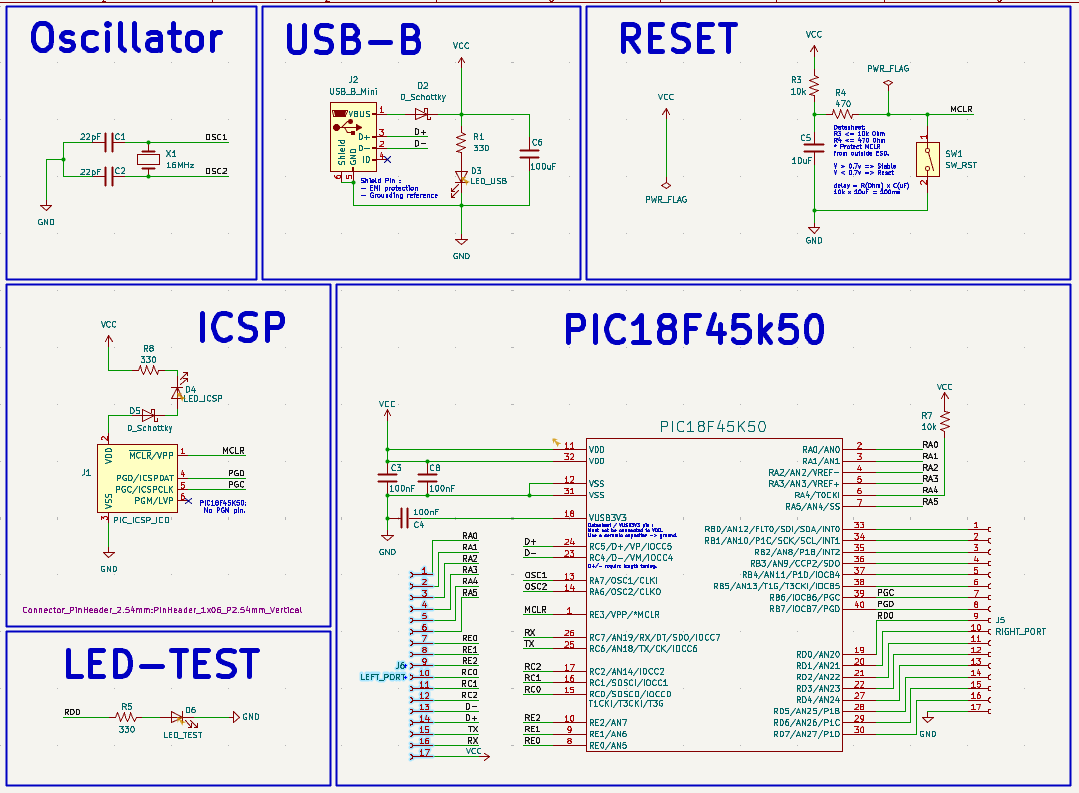 Oscillator
22pF C1
OSC1
X1
16MHz
22pF C2
OSC2
GND
USB-B
VCC
J2
USB_B_Mini
D2
D_Schottky
VBUS 1
D+ 3
D- 2
ID 4
Shield
GND
6
5
D+
D-
R1
330
C6
100uF
D3
LED_USB
Shield Pin :
- EMI protection
- Grounding reference
GND
RESET
VCC
PWR_FLAG
VCC
R3
10k
R4
470
PWR_FLAG
MCLR
Datasheet:
R3 <= 10k Ohm
R4 <= 470 Ohm
* Protect MCLR
from outside ESD.
V > 0.7v => Stable
V < 0.7v => Reset
delay = R(Ohm) x C(uF)
10k x 10uF = 100ms
C5
10uF
1
SW1
SW_RST
2
GND
ICSP
VCC
R8
330
D4
LED_ICSP
D5
D_Schottky
2
VDD
J1
MCLR/VPP 1 MCLR
PGD/ICSPDAT 4 PGD
PGC/ICSPCLK 5 PGC
PGM/LVP 6
VSS
3
PIC18F45K50:
No PGM pin.
PIC_ICSP_ICD
GND
Connector_PinHeader_2.54mm:PinHeader_1x06_P2.54mm_Vertical
LED-TEST
RD0
R5
330
D6
LED_TEST
GND
PIC18F45k50
PIC18F45K50
VCC
C3
100nF
C8
100nF
100nF
C4
GND
11 VDD
32 VDD
12 VSS
31 VSS
18 VUSB3V3
Datasheet / VUSB3V3 pin :
Must not be connected to VDD.
Use a ceramic capacitor -> ground.
D+ 24 RC5/D+/VP/IOCC5
D- 23 RC4/D-/VM/IOCC4
D+/- require length tuning.
OSC1 13 RA7/OSC1/CLKI
OSC2 14 RA6/OSC2/CLKO
MCLR 1 RE3/VPP/*MCLR
RX 26 RC7/AN19/RX/DT/SDO/IOCC7
TX 25 RC6/AN18/TX/CK/IOCC6
RC2 17 RC2/AN14/IOCC2
RC1 16 RC1/SOSCI/IOCC1
RC0 15 RC0/SOSCO/IOCC0
T1CKI/T3CKI/T3G
RE2 10 RE2/AN7
RE1 9 RE1/AN6
RE0 8 RE0/AN5
RA0
RA1
RA2
RA3
RA4
RA5
1
2
3
4
5
6
7 RE0
8 RE1
9 RE2
10 RC0
11 RC1
12 RC2
13 D-
14 D+
15 TX
16 RX
17 VCC
J6
LEFT_PORT
VCC
R7
10k
RA0/AN0 2 RA0
RA1/AN1 3 RA1
RA2/AN2/VREF- 4 RA2
RA3/AN3/VREF+ 5 RA3
RA4/T0CKI 6 RA4
RA5/AN4/SS 7 RA5
RB0/AN12/FLT0/SDI/SDA/INT0 33 1
RB1/AN10/P1C/SCK/SCL/INT1 34 2
RB2/AN8/P1B/INT2 35 3
RB3/AN9/CCP2/SDO 36 4
RB4/AN11/P1D/IOCB4 37 5
RB5/AN13/T1G/T3CKI/IOCB5 38 6
RB6/IOCB6/PGC 39 PGC 7
RB7/IOCB7/PGD 40 PGD 8
RD0 9
J5
RIGHT_PORT
10
11
12
13
14
15
16
17
RD0/AN20 19
RD1/AN21 20
RD2/AN22 21
RD3/AN23 22
RD4/AN24 27
RD5/AN25/P1B 28
RD6/AN26/P1C 29
RD7/AN27/P1D 30
GND